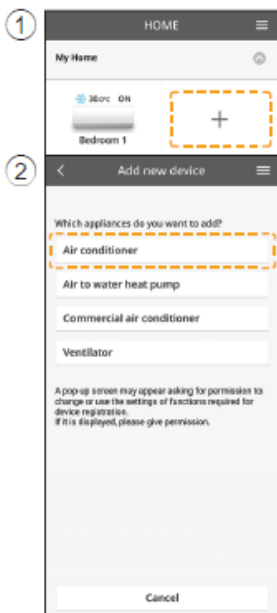 1
HOME
My Home
30°C ON
+
Bedroom 1
2
Add new device
Which appliances do you want to add?
Air conditioner
Air to water heat pump
Commercial air conditioner
Ventilator
A pop-up screen may appear asking for permission to
change or use the settings of functions required for
device registration.
If it is displayed, please give permission.
Cancel